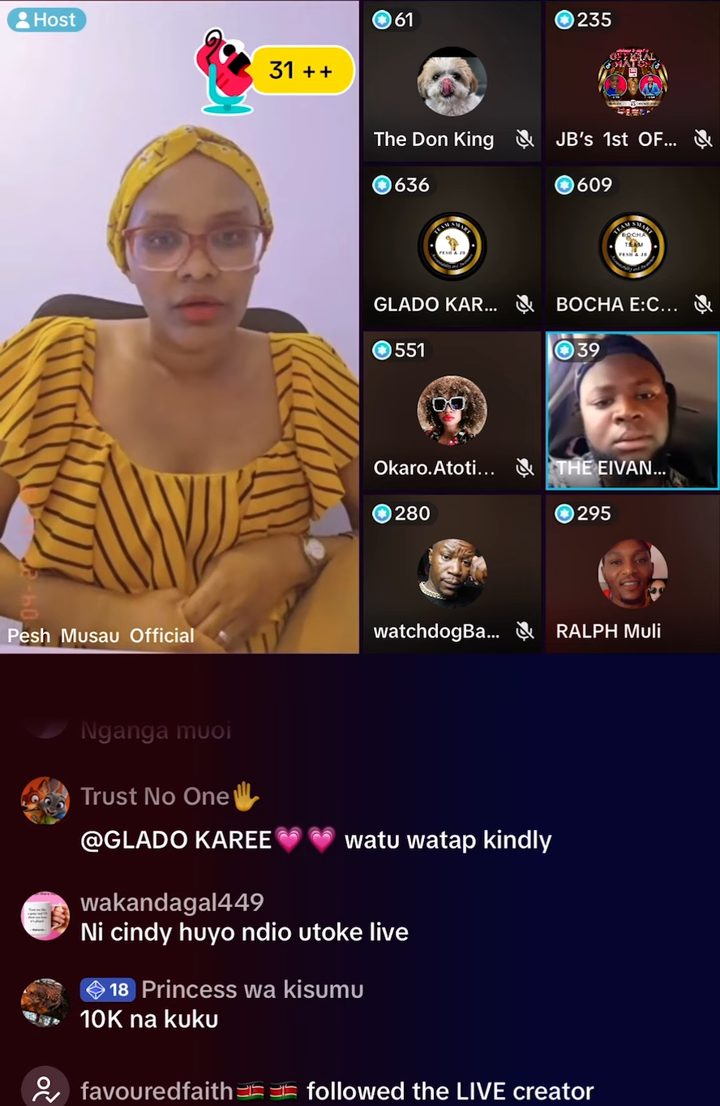 Host
31 ++
Pesh Musau Official
61
The Don King
235
JB's 1st OF...
636
GLADO KAR...
609
BOCHA E:C...
551
Okaro.Atoti...
39
THE EIVAN...
280
watchdogBa...
295
RALPH Muli
Nganga muoi
Trust No One🤚
@GLADO KAREE💗💗 watu watap kindly
wakandagal449
Ni cindy huyo ndio utoke live
18 Princess wa kisumu
10K na kuku
favouredfaith🇰🇪🇰🇪 followed the LIVE creator